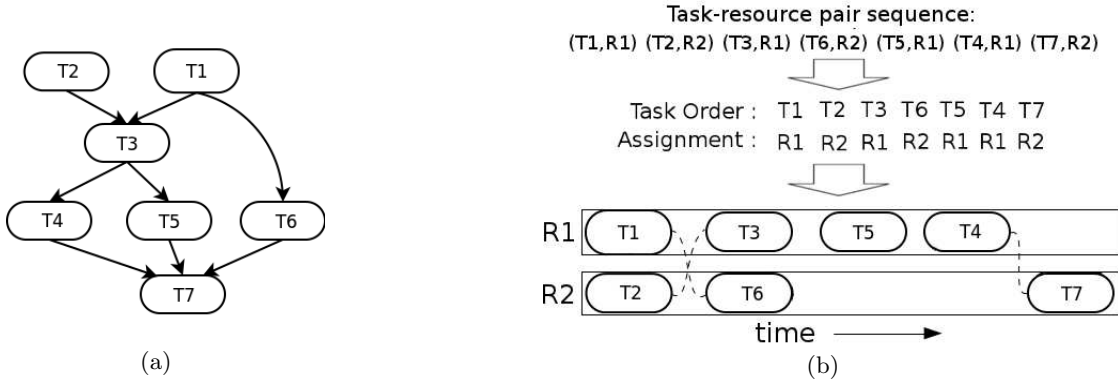 T2 T1
T3
T4 T5 T6
T7
(a)
Task-resource pair sequence:
(T1,R1) (T2,R2) (T3,R1) (T6,R2) (T5,R1) (T4,R1) (T7,R2)
Task Order : T1 T2 T3 T6 T5 T4 T7
Assignment : R1 R2 R1 R2 R1 R1 R2
R1 T1 T3 T5 T4
R2 T2 T6 T7
time
(b)